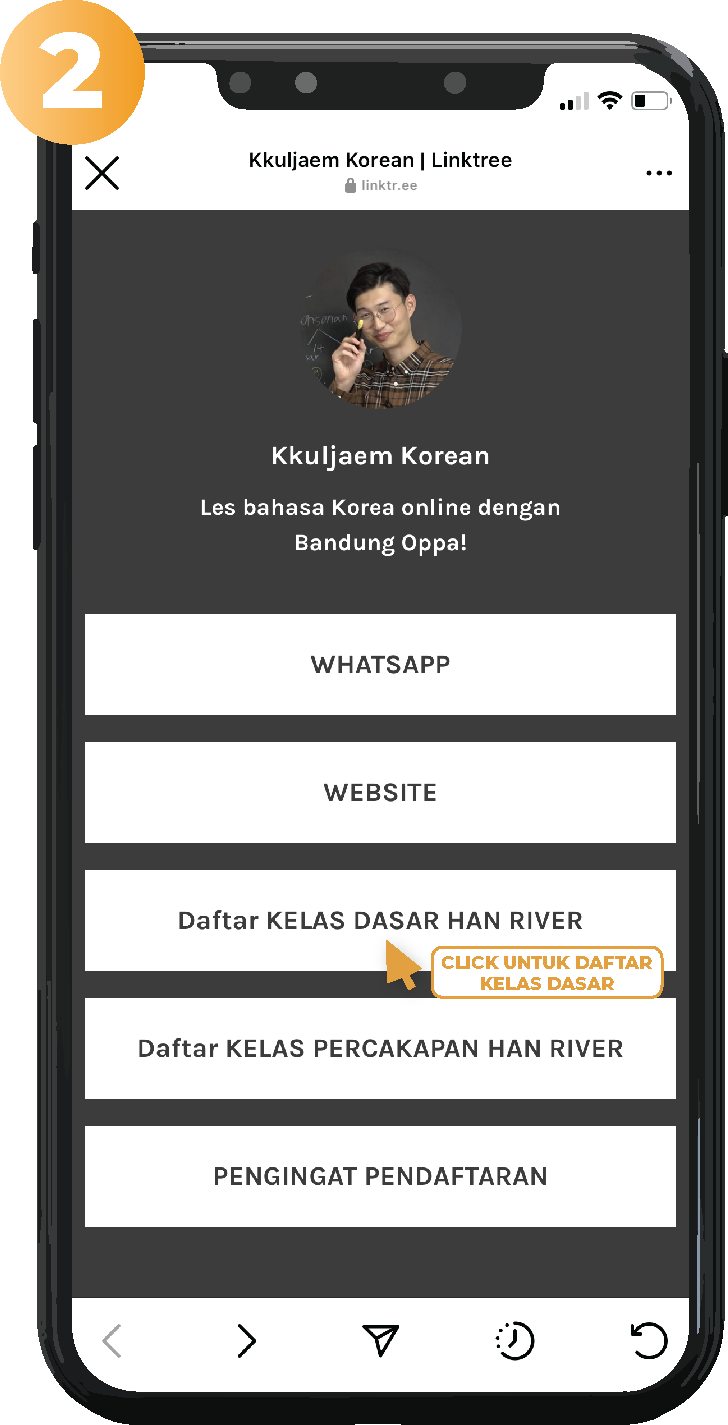 2
Kkuljaem Korean | Linktree
linktr.ee
Kkuljaem Korean
Les bahasa Korea online dengan
Bandung Oppa!
WHATSAPP
WEBSITE
Daftar KELAS DASAR HAN RIVER
CLICK UNTUK DAFTAR
KELAS DASAR
Daftar KELAS PERCAKAPAN HAN RIVER
PENGINGAT PENDAFTARAN